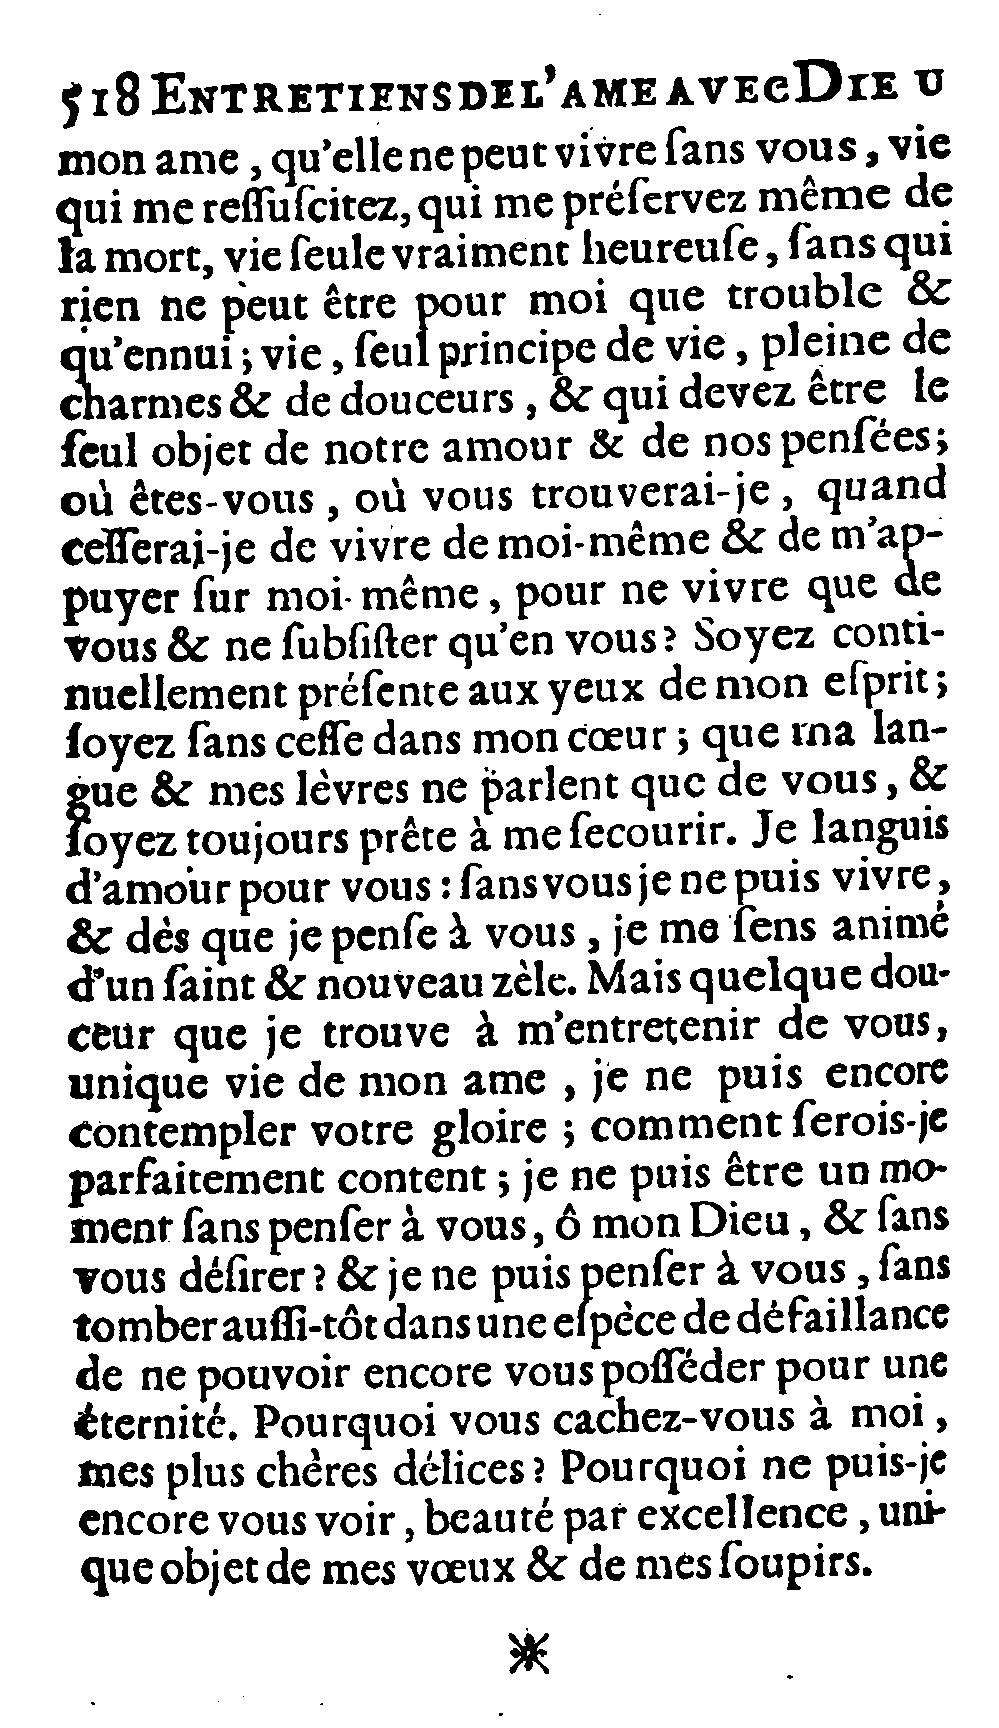 518 ENTRETIENS DE L'AME AVEC DIEU
mon ame, qu'elle ne peut vivre ſans vous, vie
qui me reſſuſcitez, qui me préſervez même de
la mort, vie ſeule vraiment heureuſe, ſans qui
rien ne peut être pour moi que trouble &
qu'ennui; vie, ſeul principe de vie, pleine de
charmes & de douceurs, & qui devez être le
ſeul objet de notre amour & de nos penſées;
où êtes-vous, où vous trouverai-je, quand
ceſſerai-je de vivre de moi-même & de m'ap-
puyer ſur moi-même, pour ne vivre que de
vous & ne ſubſiſter qu'en vous? Soyez conti-
nuellement préſente aux yeux de mon eſprit;
ſoyez ſans ceſſe dans mon cœur; que ma lan-
gue & mes lèvres ne parlent que de vous, &
ſoyez toujours prête à me ſecourir. Je languis
d'amour pour vous: ſans vous je ne puis vivre,
& dès que je penſe à vous, je me ſens animé
d'un ſaint & nouveau zèle. Mais quelque dou-
ceur que je trouve à m'entretenir de vous,
unique vie de mon ame, je ne puis encore
contempler votre gloire; comment ſerois-je
parfaitement content; je ne puis être un mo-
ment ſans penſer à vous, ô mon Dieu, & ſans
vous déſirer? & je ne puis penſer à vous, ſans
tomber auſſi-tôt dans une eſpèce de défaillance
de ne pouvoir encore vous poſſéder pour une
éternité. Pourquoi vous cachez-vous à moi,
mes plus chères délices? Pourquoi ne puis-je
encore vous voir, beauté par excellence, uni-
que objet de mes vœux & de mes ſoupirs.